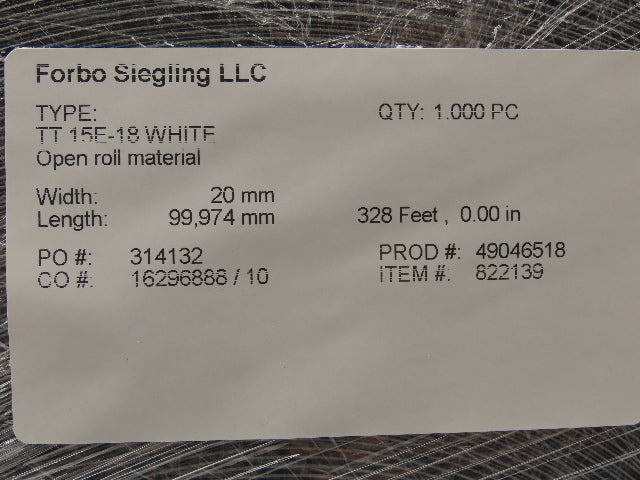 Forbo Siegling LLC
TYPE: QTY: 1.000 PC
TT 15E-18 WHITE
Open roll material
Width: 20 mm
Length: 99,974 mm 328 Feet , 0.00 in
PO #: 314132 PROD #: 49046518
CO #: 16296888 / 10 ITEM #: 822139